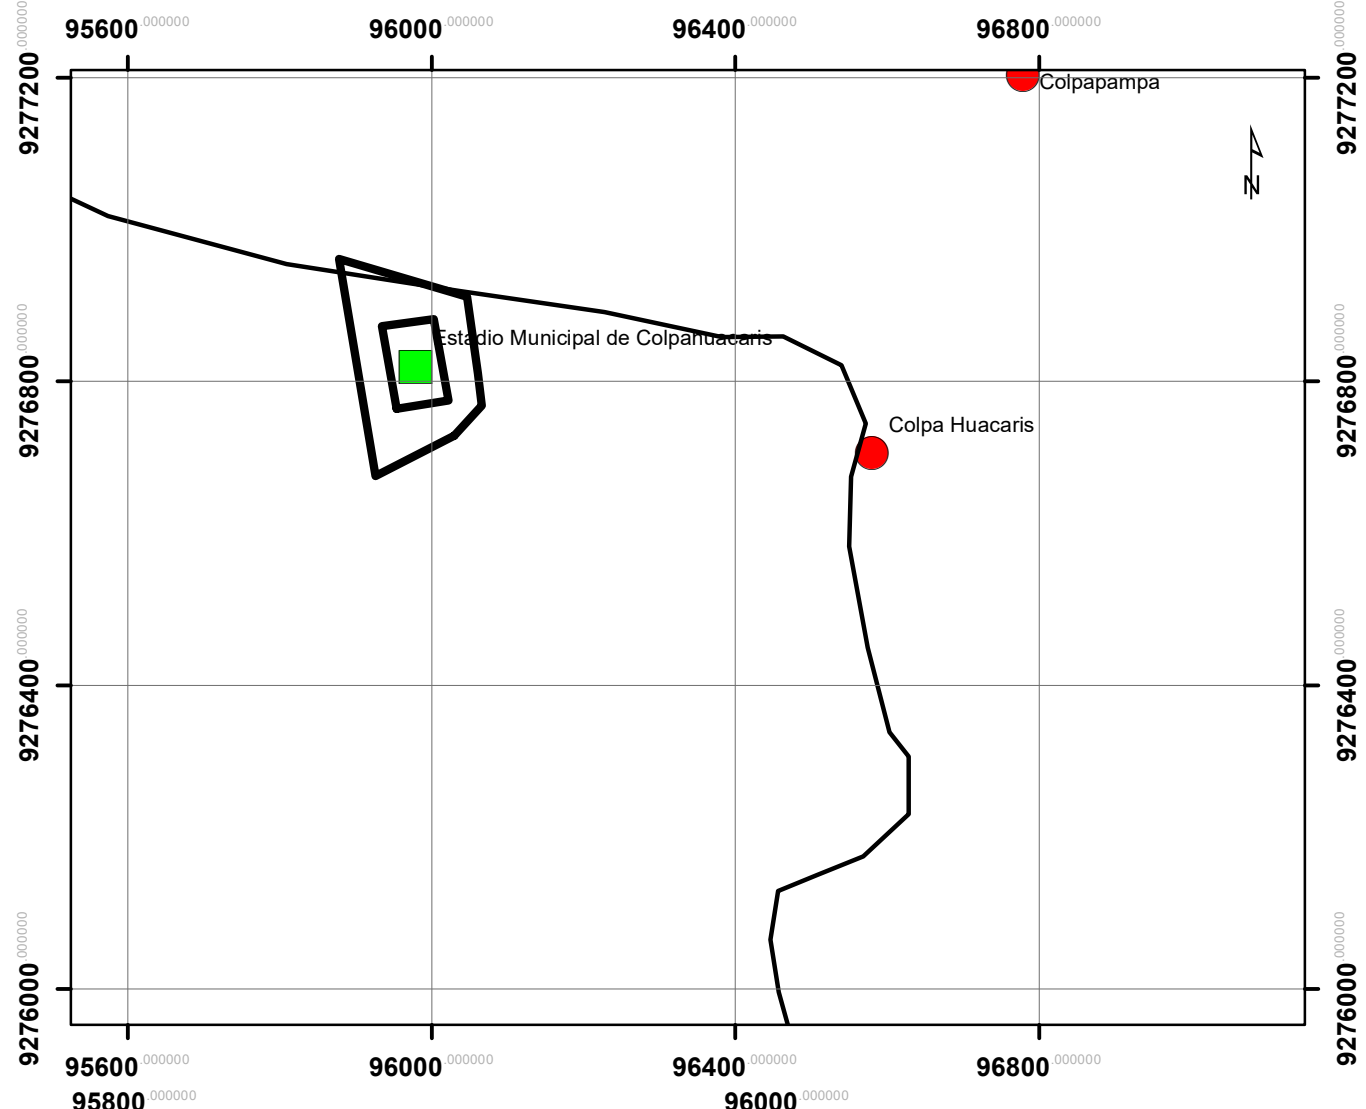 95600.000000 96000.000000 96400.000000 96800.000000
9277200.000000 9277200.000000
Colpapampa
N
Estadio Municipal de Colpahuacaris
9276800.000000 9276800.000000
Colpa Huacaris
9276400.000000 9276400.000000
9276000.000000 9276000.000000
95600.000000 96000.000000 96400.000000 96800.000000
95800.000000 96000.000000